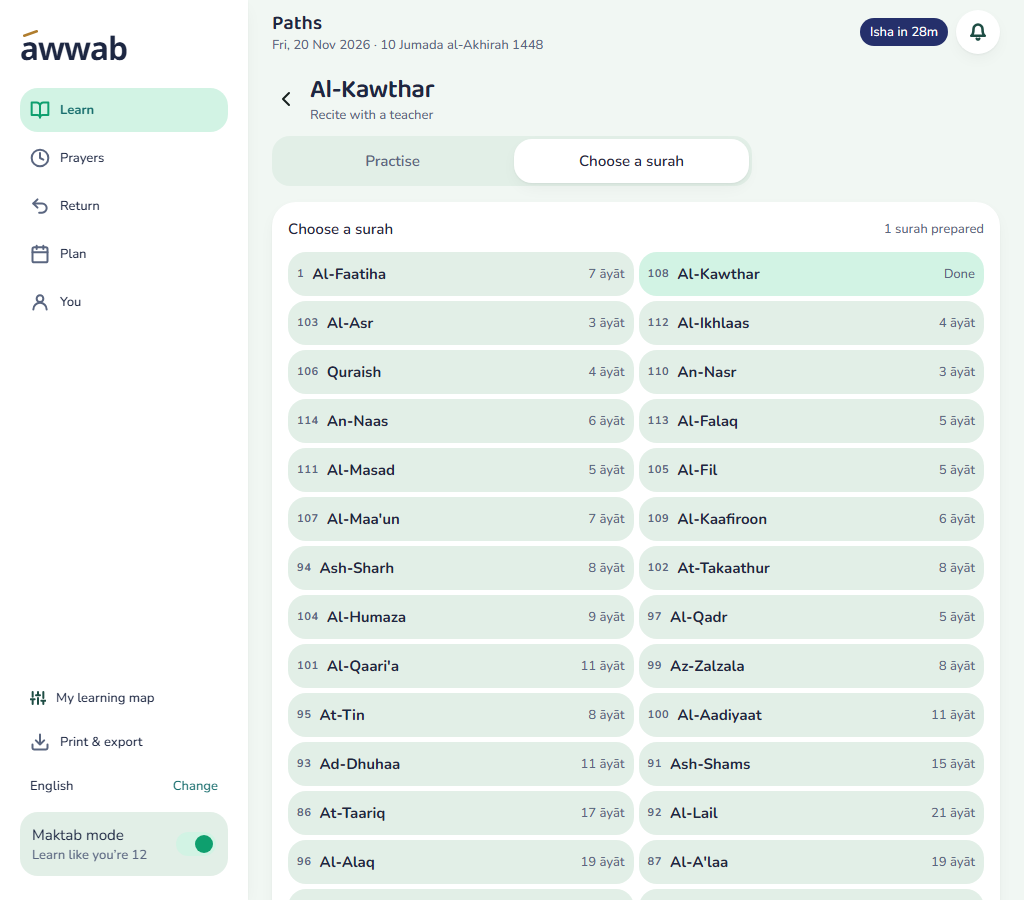 awwab
Learn
Prayers
Return
Plan
You
My learning map
Print & export
English
Change
Maktab mode
Learn like you're 12
Paths
Fri, 20 Nov 2026 · 10 Jumada al-Akhirah 1448
Isha in 28m
Al-Kawthar
Recite with a teacher
Practise
Choose a surah
Choose a surah
1 surah prepared
1 Al-Faatiha 7 āyāt
108 Al-Kawthar Done
103 Al-Asr 3 āyāt
112 Al-Ikhlaas 4 āyāt
106 Quraish 4 āyāt
110 An-Nasr 3 āyāt
114 An-Naas 6 āyāt
113 Al-Falaq 5 āyāt
111 Al-Masad 5 āyāt
105 Al-Fil 5 āyāt
107 Al-Maa'un 7 āyāt
109 Al-Kaafiroon 6 āyāt
94 Ash-Sharh 8 āyāt
102 At-Takaathur 8 āyāt
104 Al-Humaza 9 āyāt
97 Al-Qadr 5 āyāt
101 Al-Qaari'a 11 āyāt
99 Az-Zalzala 8 āyāt
95 At-Tin 8 āyāt
100 Al-Aadiyaat 11 āyāt
93 Ad-Dhuhaa 11 āyāt
91 Ash-Shams 15 āyāt
86 At-Taariq 17 āyāt
92 Al-Lail 21 āyāt
96 Al-Alaq 19 āyāt
87 Al-A'laa 19 āyāt